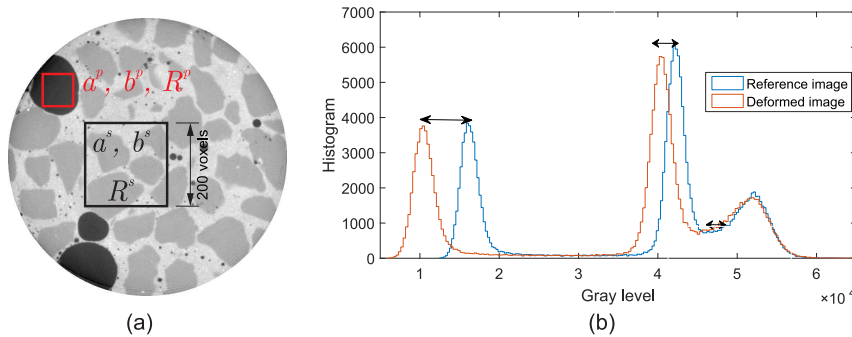 a^p, b^p, R^p
a^s, b^s
R^s
200 voxels
(a)
7000
6000
5000
4000
3000
2000
1000
0
Histogram
Reference image
Deformed image
1 2 3 4 5 6
Gray level
×10^4
(b)